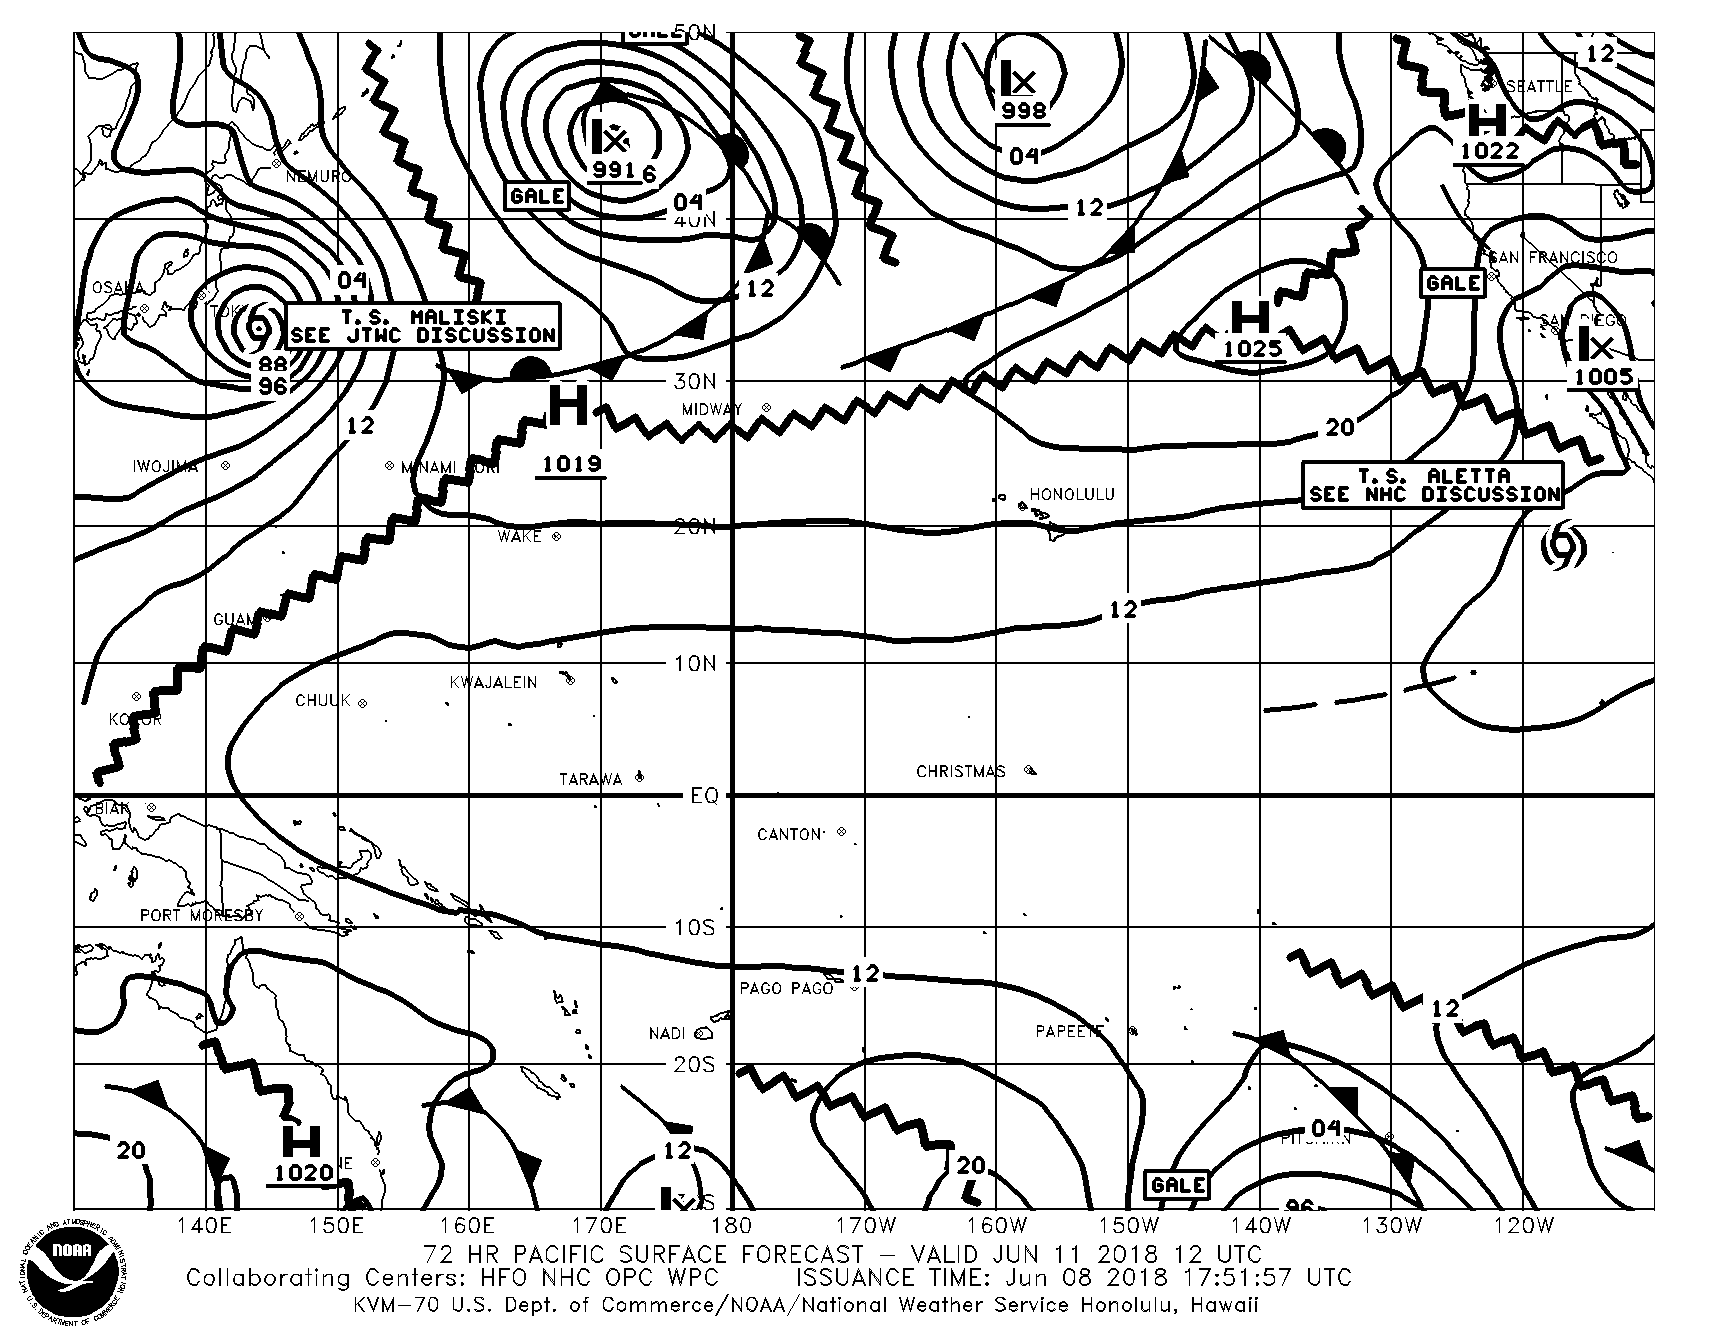 50N
12
SEATTLE
998
H
1022
991 6
NEMURO
04
GALE
04
40N
12
SAN FRANCISCO
04
OSAKA
12
GALE
T.S. MALISKI
SEE JTWC DISCUSSION
H
1025
SAN DIEGO
88
96
30N
1005
H
MIDWAY
12
20
IWOJIMA
1019
T.S. ALETTA
SEE NHC DISCUSSION
HONOLULU
20N
WAKE
12
GUAM
10N
KWAJALEIN
CHUUK
KOROR
TARAWA
CHRISTMAS
EQ
BIAK
CANTON
PORT MORESBY
10S
12
PAGO PAGO
12
NADI
PAPEETE
20S
20
H
1020
12
20
04
GALE
96
140E 150E 160E 170E 180 170W 160W 150W 140W 130W 120W
72 HR PACIFIC SURFACE FORECAST – VALID JUN 11 2018 12 UTC
Collaborating Centers: HFO NHC OPC WPC ISSUANCE TIME: Jun 08 2018 17:51:57 UTC
KVM–70 U.S. Dept. of Commerce/NOAA/National Weather Service Honolulu, Hawaii
NOAA
NATIONAL OCEANIC AND ATMOSPHERIC ADMINISTRATION
U.S. DEPARTMENT OF COMMERCE